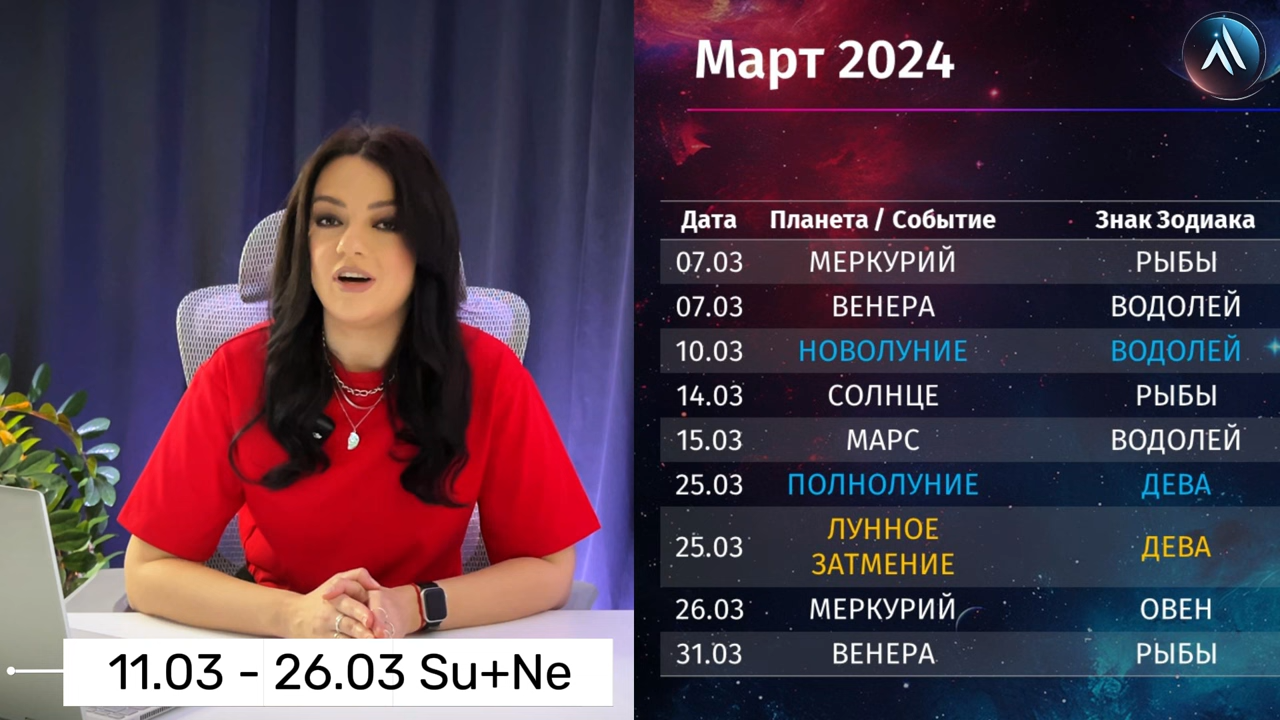 Март 2024
Дата Планета / Событие Знак Зодиака
07.03 МЕРКУРИЙ РЫБЫ
07.03 ВЕНЕРА ВОДОЛЕЙ
10.03 НОВОЛУНИЕ ВОДОЛЕЙ
14.03 СОЛНЦЕ РЫБЫ
15.03 МАРС ВОДОЛЕЙ
25.03 ПОЛНОЛУНИЕ ДЕВА
25.03 ЛУННОЕ
ЗАТМЕНИЕ ДЕВА
26.03 МЕРКУРИЙ ОВЕН
31.03 ВЕНЕРА РЫБЫ
11.03 - 26.03 Su+Ne